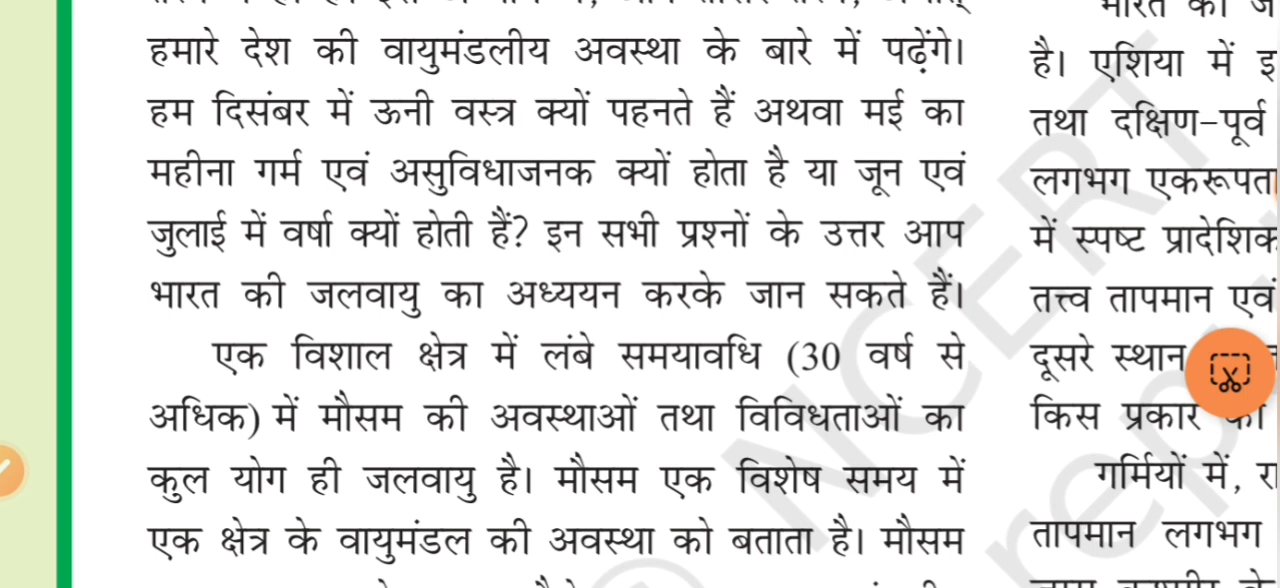 हमारे देश की वायुमंडलीय अवस्था के बारे में पढ़ेंगे।
हम दिसंबर में ऊनी वस्त्र क्यों पहनते हैं अथवा मई का
महीना गर्म एवं असुविधाजनक क्यों होता है या जून एवं
जुलाई में वर्षा क्यों होती हैं? इन सभी प्रश्नों के उत्तर आप
भारत की जलवायु का अध्ययन करके जान सकते हैं।
एक विशाल क्षेत्र में लंबे समयावधि (30 वर्ष से
अधिक) में मौसम की अवस्थाओं तथा विविधताओं का
कुल योग ही जलवायु है। मौसम एक विशेष समय में
एक क्षेत्र के वायुमंडल की अवस्था को बताता है। मौसम
भारत की
है। एशिया में
तथा दक्षिण-पूर्व
लगभग एकरूपता
में स्पष्ट प्रादेशिक
तत्त्व तापमान एवं
दूसरे स्थान
किस प्रकार का
गर्मियों में,
तापमान लगभग
NCERT